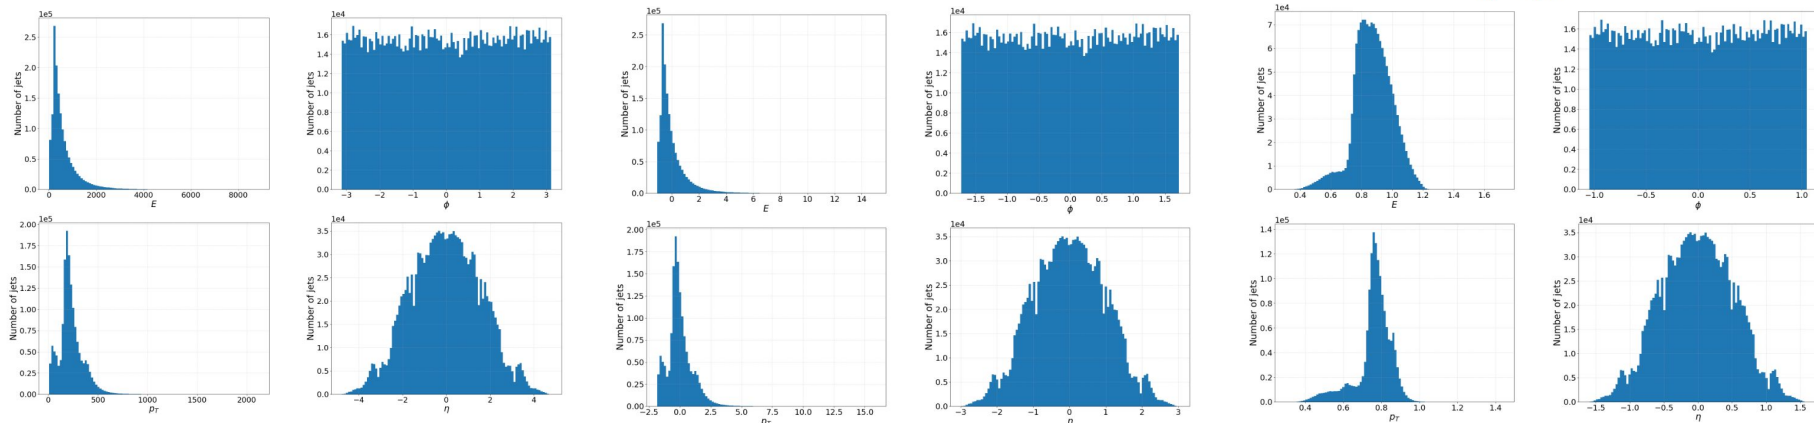 1e5
Number of jets
2.5
2.0
1.5
1.0
0.5
0.0
0 2000 4000 6000 8000
E
1e4
Number of jets
1.6
1.4
1.2
1.0
0.8
0.6
0.4
0.2
0.0
−3 −2 −1 0 1 2 3
ϕ
1e5
Number of jets
2.5
2.0
1.5
1.0
0.5
0.0
0 2 4 6 8 10 12 14
E
1e4
Number of jets
1.6
1.4
1.2
1.0
0.8
0.6
0.4
0.2
0.0
−1.5 −1.0 −0.5 0.0 0.5 1.0 1.5
ϕ
1e4
Number of jets
7
6
5
4
3
2
1
0
0.4 0.6 0.8 1.0 1.2 1.4 1.6
E
1e4
Number of jets
1.6
1.4
1.2
1.0
0.8
0.6
0.4
0.2
0.0
−1.0 −0.5 0.0 0.5 1.0
ϕ
1e5
Number of jets
2.00
1.75
1.50
1.25
1.00
0.75
0.50
0.25
0.00
0 500 1000 1500 2000
pT
1e4
Number of jets
3.5
3.0
2.5
2.0
1.5
1.0
0.5
0.0
−4 −2 0 2 4
η
1e5
Number of jets
2.00
1.75
1.50
1.25
1.00
0.75
0.50
0.25
0.00
−2.5 0.0 2.5 5.0 7.5 10.0 12.5 15.0
pT
1e4
Number of jets
3.5
3.0
2.5
2.0
1.5
1.0
0.5
0.0
−3 −2 −1 0 1 2 3
η
1e5
Number of jets
1.4
1.2
1.0
0.8
0.6
0.4
0.2
0.0
0.4 0.6 0.8 1.0 1.2 1.4
pT
1e4
Number of jets
3.5
3.0
2.5
2.0
1.5
1.0
0.5
0.0
−1.5 −1.0 −0.5 0.0 0.5 1.0 1.5
η